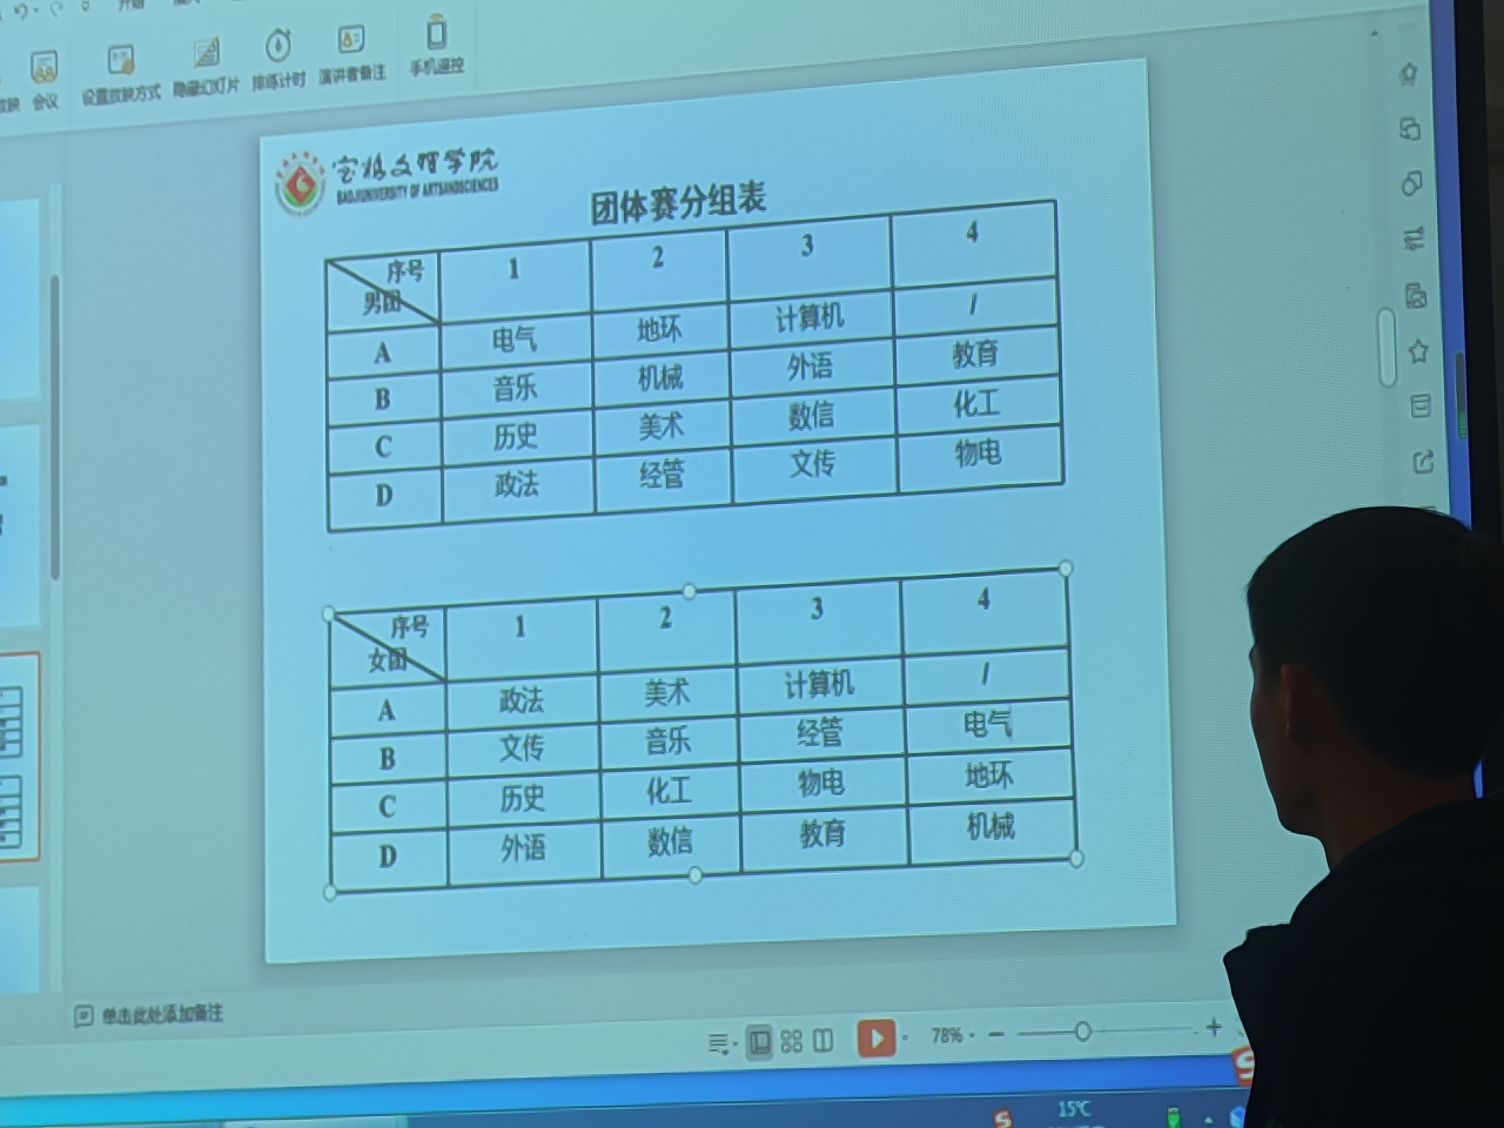 会议 设置放映方式 隐藏幻灯片 排练计时 演讲者备注 手机遥控
宝鸡文理学院
BAOJIUNIVERSITY OF ARTSANDSCIENCES
团体赛分组表
序号 男团 1 2 3 4
A 电气 地环 计算机 /
B 音乐 机械 外语 教育
C 历史 美术 数信 化工
D 政法 经管 文传 物电
序号 女团 1 2 3 4
A 政法 美术 计算机 /
B 文传 音乐 经管 电气
C 历史 化工 物电 地环
D 外语 数信 教育 机械
单击此处添加备注
78%
15℃